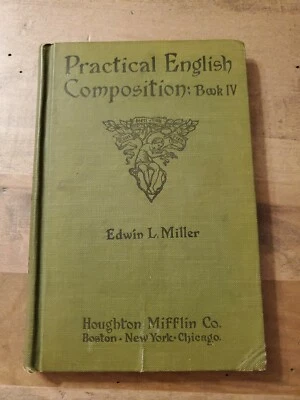 Practical English
Composition: Book IV
Edwin L. Miller
Houghton Mifflin Co.
Boston · New York · Chicago